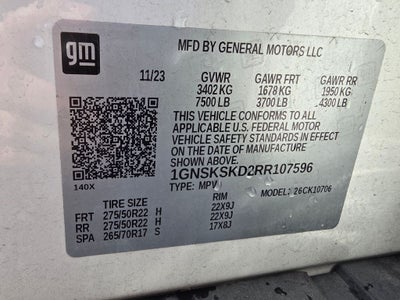 gm
MFD BY GENERAL MOTORS LLC
11/23 GVWR GAWR FRT GAWR RR
3402 KG 1678 KG 1950 KG
7500 LB 3700 LB 4300 LB
THIS VEHICLE CONFORMS TO ALL
APPLICABLE U.S. FEDERAL MOTOR
VEHICLE SAFETY STANDARDS IN EFFECT
ON THE DATE OF MANUFACTURE
SHOWN ABOVE.
1GNSKSKD2RR107596
140X TYPE: MPV MODEL: 26CK10706
TIRE SIZE RIM
FRT 275/50R22 H 22X9J
RR 275/50R22 H 22X9J
SPA 265/70R17 S 17X8J